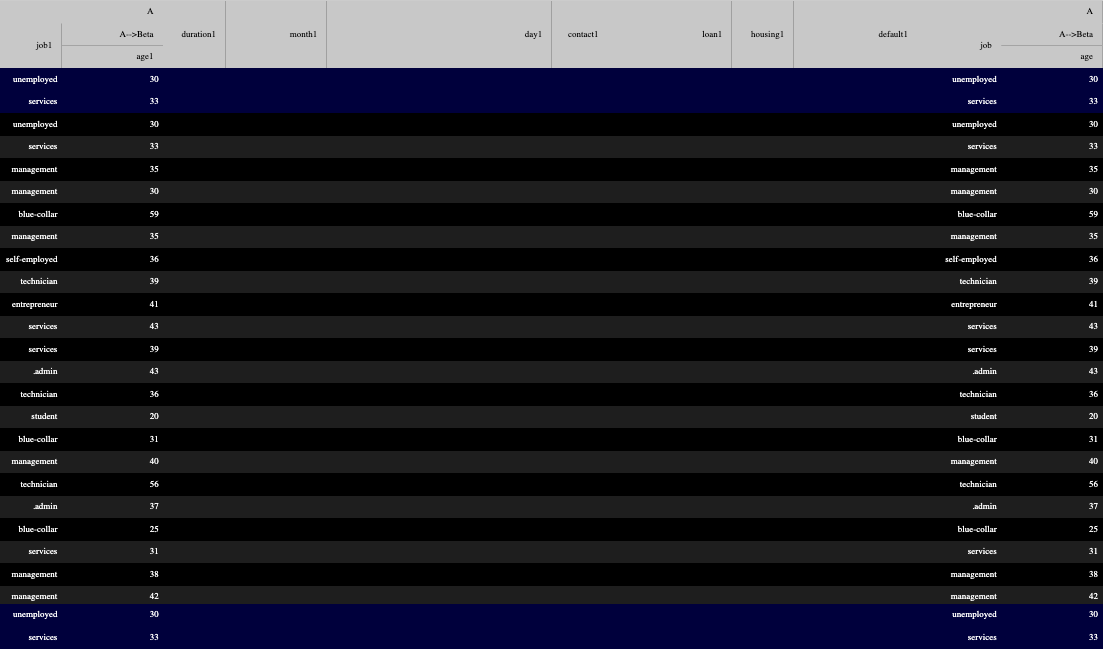 A A
A-->Beta duration1 month1 day1 contact1 loan1 housing1 default1 A-->Beta
job1 job
age1 age
unemployed 30 unemployed 30
services 33 services 33
unemployed 30 unemployed 30
services 33 services 33
management 35 management 35
management 30 management 30
blue-collar 59 blue-collar 59
management 35 management 35
self-employed 36 self-employed 36
technician 39 technician 39
entrepreneur 41 entrepreneur 41
services 43 services 43
services 39 services 39
.admin 43 .admin 43
technician 36 technician 36
student 20 student 20
blue-collar 31 blue-collar 31
management 40 management 40
technician 56 technician 56
.admin 37 .admin 37
blue-collar 25 blue-collar 25
services 31 services 31
management 38 management 38
management 42 management 42
unemployed 30 unemployed 30
services 33 services 33